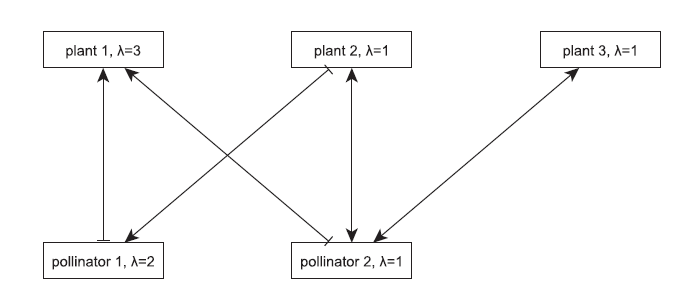 plant 1, λ=3
plant 2, λ=1
plant 3, λ=1
pollinator 1, λ=2
pollinator 2, λ=1